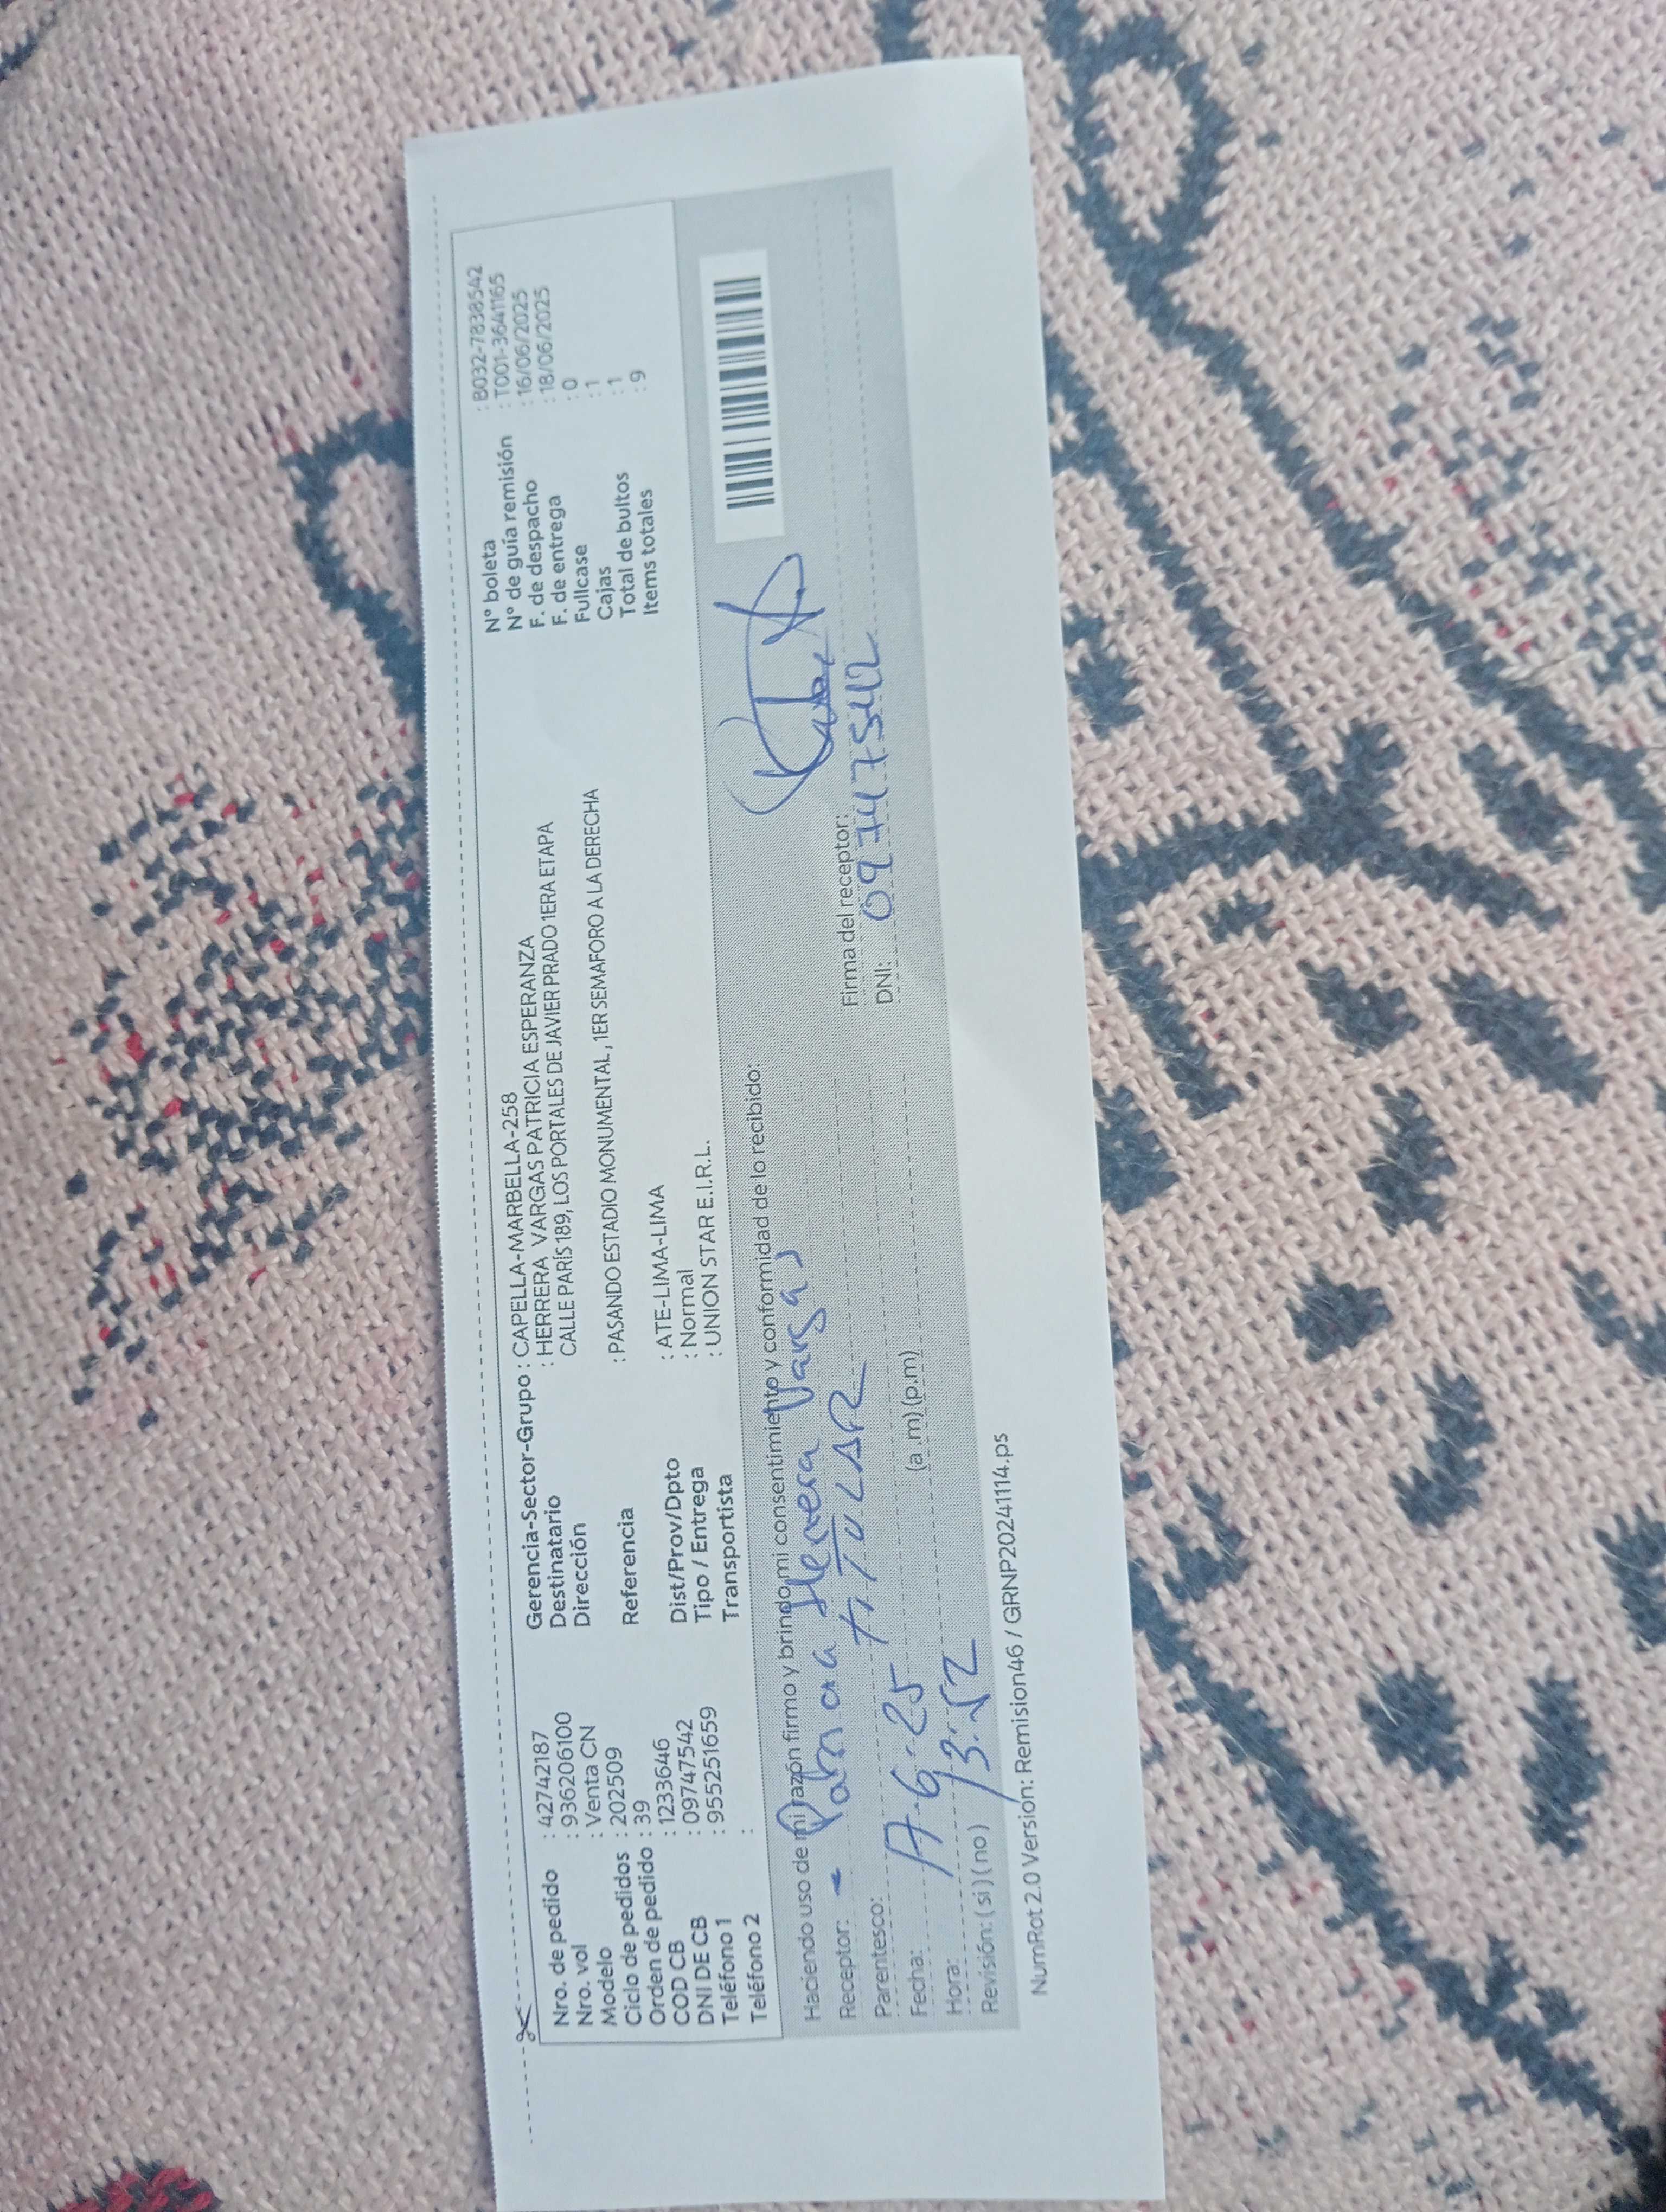 Nro. de pedido : 42742187
Nro. vol : 936206100
Modelo : Venta CN
Ciclo de pedidos : 202509
Orden de pedido : 39
COD CB : 1233646
DNI DE CB : 09747542
Teléfono 1 : 955251659
Teléfono 2 :
Gerencia-Sector-Grupo : CAPELLA-MARBELLA-258
Destinatario : HERRERA VARGAS PATRICIA ESPERANZA
Dirección CALLE PARÍS 189, LOS PORTALES DE JAVIER PRADO 1ERA ETAPA
Referencia : PASANDO ESTADIO MONUMENTAL , 1ER SEMAFORO A LA DERECHA
Dist/Prov/Dpto : ATE-LIMA-LIMA
Tipo / Entrega : Normal
Transportista : UNION STAR E.I.R.L.
N° boleta : B032-7838542
N° de guía remisión : T001-3641165
F. de despacho : 16/06/2025
F. de entrega : 18/06/2025
Fullcase : 0
Cajas : 1
Total de bultos : 1
Items totales : 9
Haciendo uso de mi razón firmo y brindo mi consentimiento y conformidad de lo recibido:
Receptor: Patricia Herrera Vargas
Parentesco: TITULAR
Fecha: 6-25
Hora: 13:52 (a .m) (p.m)
Revisión: ( si ) ( no )
Firma del receptor:
DNI: 09747542
NumRot 2.0 Version: Remision46 / GRNP20241114.ps